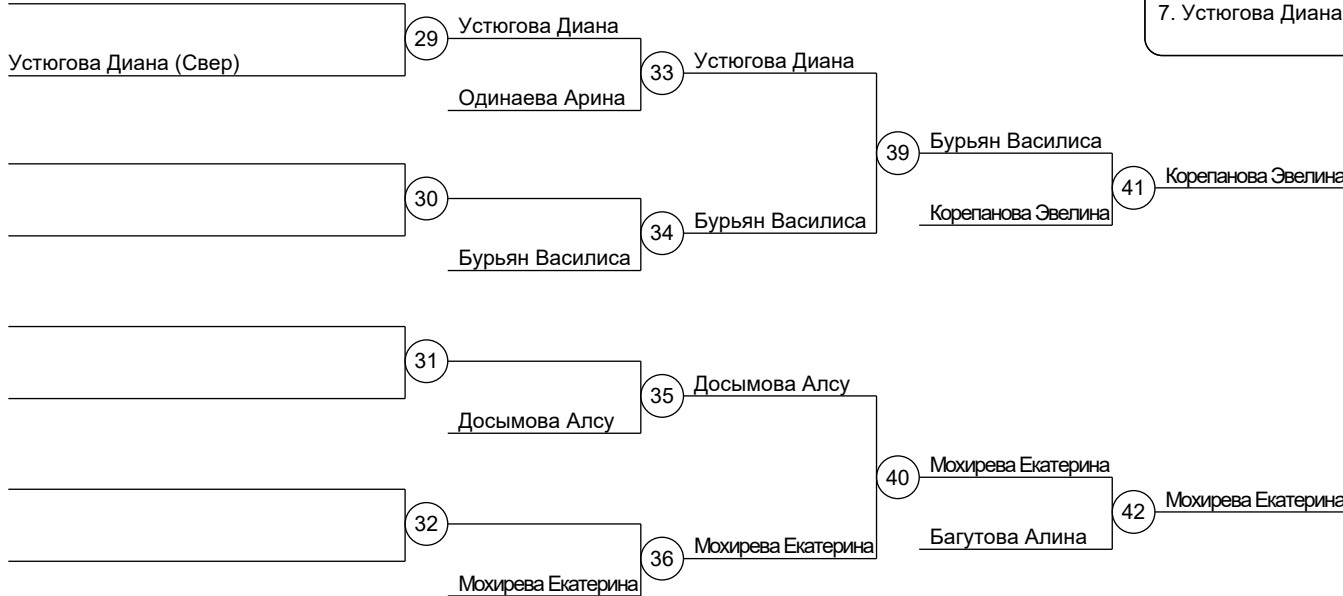 7. Устюгова Диана
29
Устюгова Диана
Устюгова Диана (Свер)
33
Устюгова Диана
Одинаева Арина
39
Бурьян Василиса
30
41
Корепанова Эвелина
34
Бурьян Василиса
Корепанова Эвелина
Бурьян Василиса
31
35
Досымова Алсу
Досымова Алсу
40
Мохирева Екатерина
32
42
Мохирева Екатерина
36
Мохирева Екатерина
Багутова Алина
Мохирева Екатерина